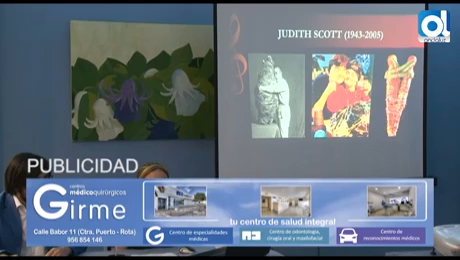 JUDITH SCOTT (1943-2005)
PUBLICIDAD
centros
médicoquirúrgicos
Girme
Calle Babor 11 (Ctra. Puerto - Rota)
956 854 146
tu centro de salud integral
Centro de especialidades
médicas
Centro de odontología,
cirugía oral y maxilofacial
Centro de
reconocimientos médicos